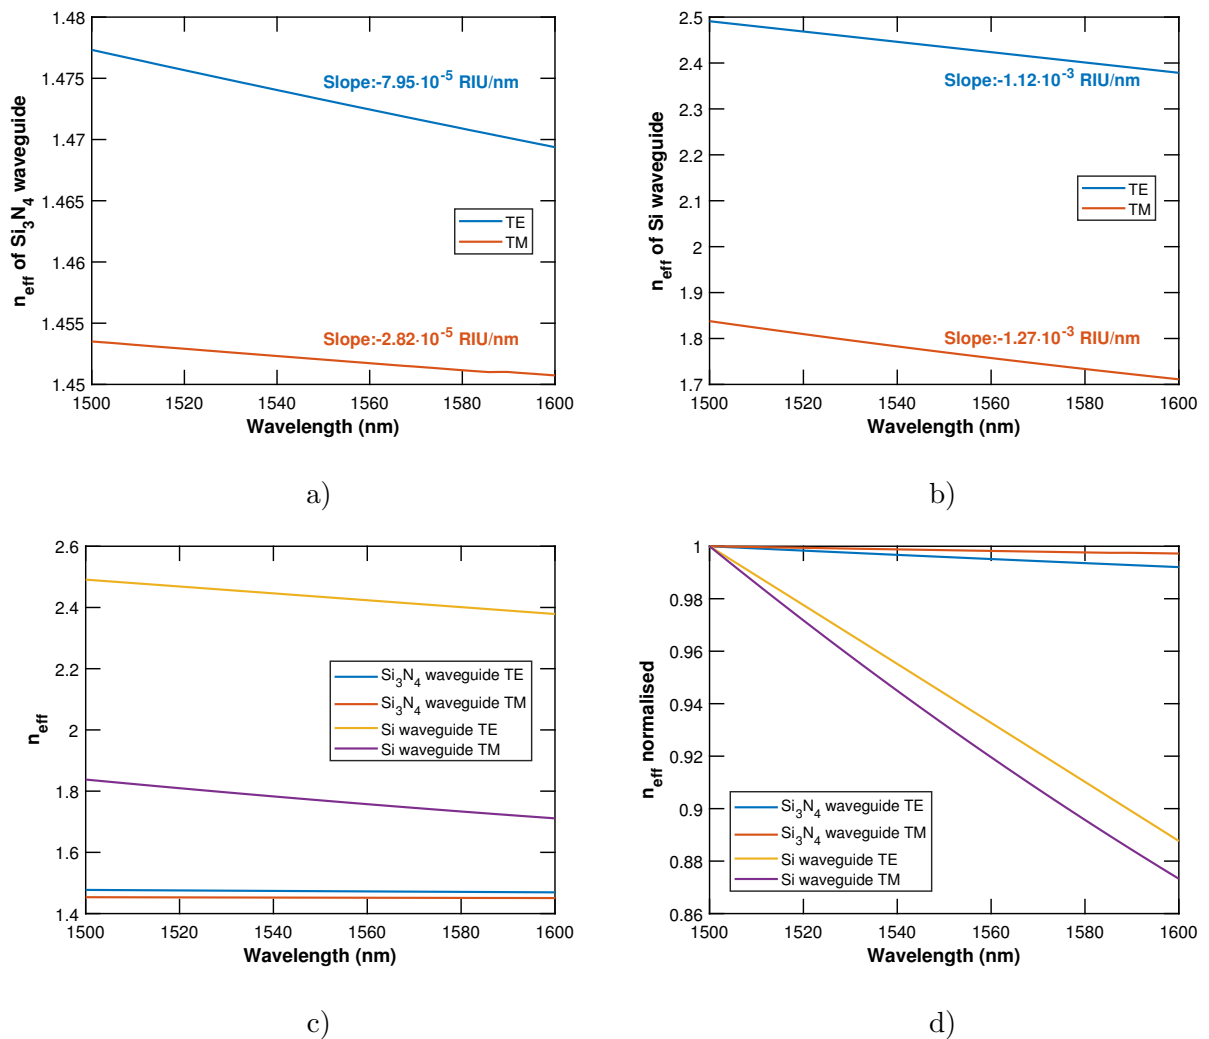 1.48
1.475
1.47
1.465
1.46
1.455
1.45
n_eff of Si₃N₄ waveguide
Slope:-7.95·10⁻⁵ RIU/nm
TE
TM
Slope:-2.82·10⁻⁵ RIU/nm
1500 1520 1540 1560 1580 1600
Wavelength (nm)
a)
2.5
2.4
2.3
2.2
2.1
2
1.9
1.8
1.7
n_eff of Si waveguide
Slope:-1.12·10⁻³ RIU/nm
TE
TM
Slope:-1.27·10⁻³ RIU/nm
1500 1520 1540 1560 1580 1600
Wavelength (nm)
b)
2.6
2.4
2.2
2
1.8
1.6
1.4
n_eff
Si₃N₄ waveguide TE
Si₃N₄ waveguide TM
Si waveguide TE
Si waveguide TM
1500 1520 1540 1560 1580 1600
Wavelength (nm)
c)
1
0.98
0.96
0.94
0.92
0.9
0.88
0.86
n_eff normalised
Si₃N₄ waveguide TE
Si₃N₄ waveguide TM
Si waveguide TE
Si waveguide TM
1500 1520 1540 1560 1580 1600
Wavelength (nm)
d)